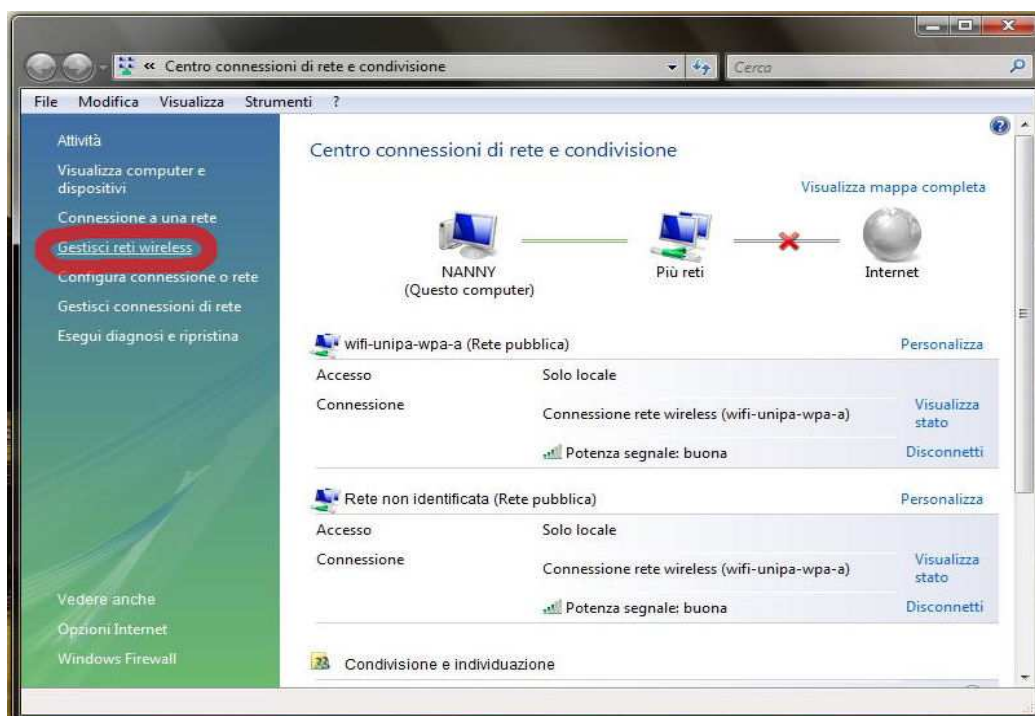 « Centro connessioni di rete e condivisione
Cerca
File Modifica Visualizza Strumenti ?
Attività
Visualizza computer e
dispositivi
Connessione a una rete
Gestisci reti wireless
Configura connessione o rete
Gestisci connessioni di rete
Esegui diagnosi e ripristina
Vedere anche
Opzioni Internet
Windows Firewall
Centro connessioni di rete e condivisione
Visualizza mappa completa
NANNY
(Questo computer)
Più reti
Internet
wifi-unipa-wpa-a (Rete pubblica)
Personalizza
Accesso
Solo locale
Connessione
Connessione rete wireless (wifi-unipa-wpa-a)
Visualizza
stato
Potenza segnale: buona
Disconnetti
Rete non identificata (Rete pubblica)
Personalizza
Accesso
Solo locale
Connessione
Connessione rete wireless (wifi-unipa-wpa-a)
Visualizza
stato
Potenza segnale: buona
Disconnetti
Condivisione e individuazione